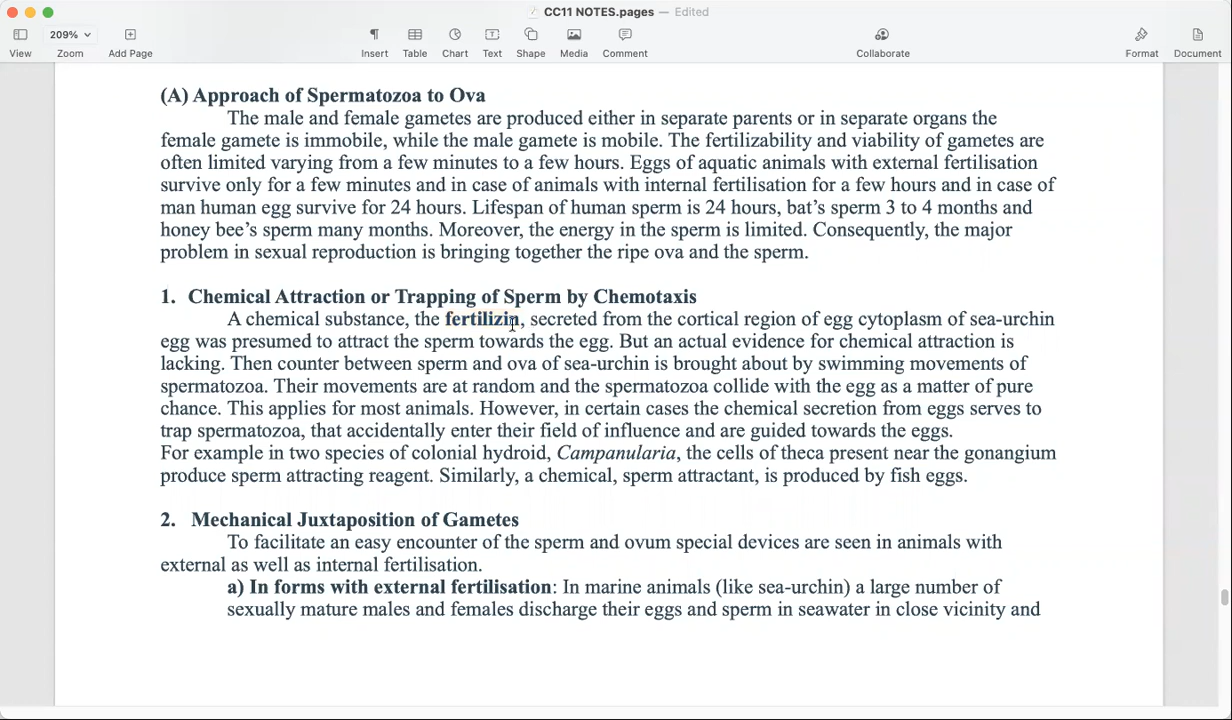 CC11 NOTES.pages — Edited
209%
View
Zoom
Add Page
Insert
Table
Chart
Text
Shape
Media
Comment
Collaborate
Format
Document
(A) Approach of Spermatozoa to Ova
The male and female gametes are produced either in separate parents or in separate organs the
female gamete is immobile, while the male gamete is mobile. The fertilizability and viability of gametes are
often limited varying from a few minutes to a few hours. Eggs of aquatic animals with external fertilisation
survive only for a few minutes and in case of animals with internal fertilisation for a few hours and in case of
man human egg survive for 24 hours. Lifespan of human sperm is 24 hours, bat’s sperm 3 to 4 months and
honey bee’s sperm many months. Moreover, the energy in the sperm is limited. Consequently, the major
problem in sexual reproduction is bringing together the ripe ova and the sperm.
1. Chemical Attraction or Trapping of Sperm by Chemotaxis
A chemical substance, the fertilizin, secreted from the cortical region of egg cytoplasm of sea-urchin
egg was presumed to attract the sperm towards the egg. But an actual evidence for chemical attraction is
lacking. Then counter between sperm and ova of sea-urchin is brought about by swimming movements of
spermatozoa. Their movements are at random and the spermatozoa collide with the egg as a matter of pure
chance. This applies for most animals. However, in certain cases the chemical secretion from eggs serves to
trap spermatozoa, that accidentally enter their field of influence and are guided towards the eggs.
For example in two species of colonial hydroid, Campanularia, the cells of theca present near the gonangium
produce sperm attracting reagent. Similarly, a chemical, sperm attractant, is produced by fish eggs.
2. Mechanical Juxtaposition of Gametes
To facilitate an easy encounter of the sperm and ovum special devices are seen in animals with
external as well as internal fertilisation.
a) In forms with external fertilisation: In marine animals (like sea-urchin) a large number of
sexually mature males and females discharge their eggs and sperm in seawater in close vicinity and